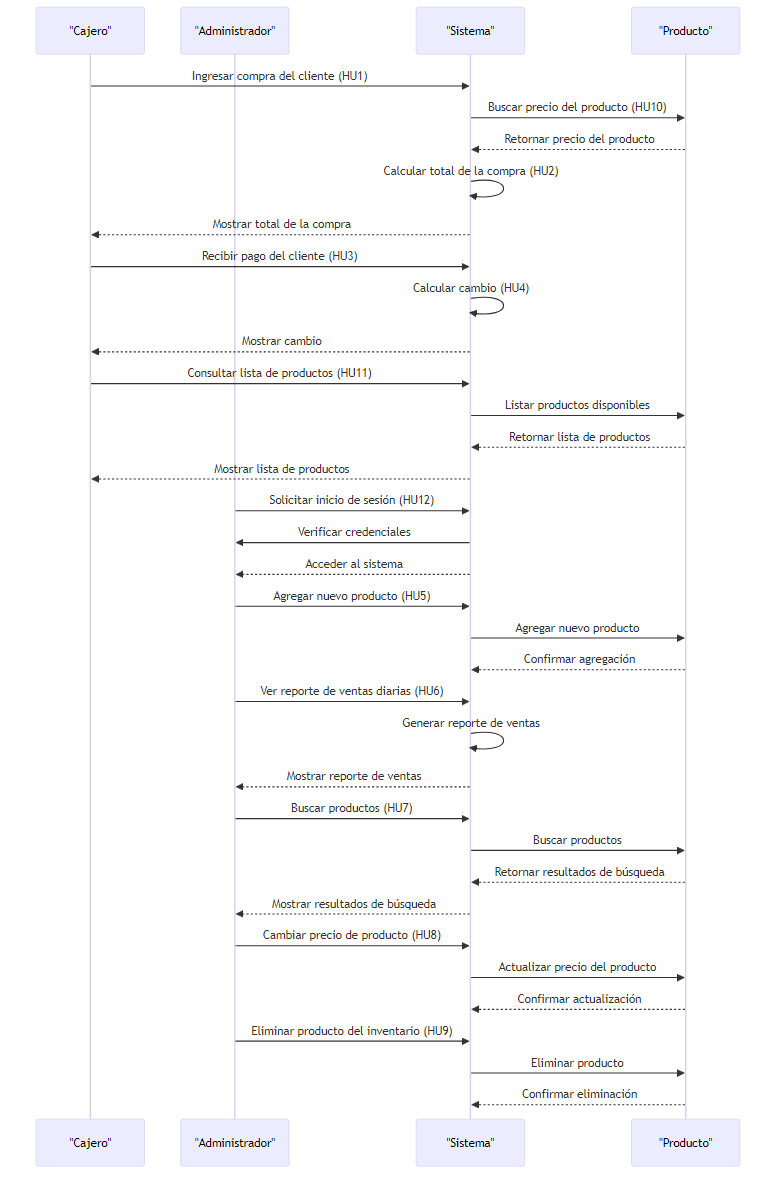 "Cajero"
"Administrador"
"Sistema"
"Producto"
Ingresar compra del cliente (HU1)
Buscar precio del producto (HU10)
Retornar precio del producto
Calcular total de la compra (HU2)
Mostrar total de la compra
Recibir pago del cliente (HU3)
Calcular cambio (HU4)
Mostrar cambio
Consultar lista de productos (HU11)
Listar productos disponibles
Retornar lista de productos
Mostrar lista de productos
Solicitar inicio de sesión (HU12)
Verificar credenciales
Acceder al sistema
Agregar nuevo producto (HU5)
Agregar nuevo producto
Confirmar agregación
Ver reporte de ventas diarias (HU6)
Generar reporte de ventas
Mostrar reporte de ventas
Buscar productos (HU7)
Buscar productos
Retornar resultados de búsqueda
Mostrar resultados de búsqueda
Cambiar precio de producto (HU8)
Actualizar precio del producto
Confirmar actualización
Eliminar producto del inventario (HU9)
Eliminar producto
Confirmar eliminación
"Cajero"
"Administrador"
"Sistema"
"Producto"